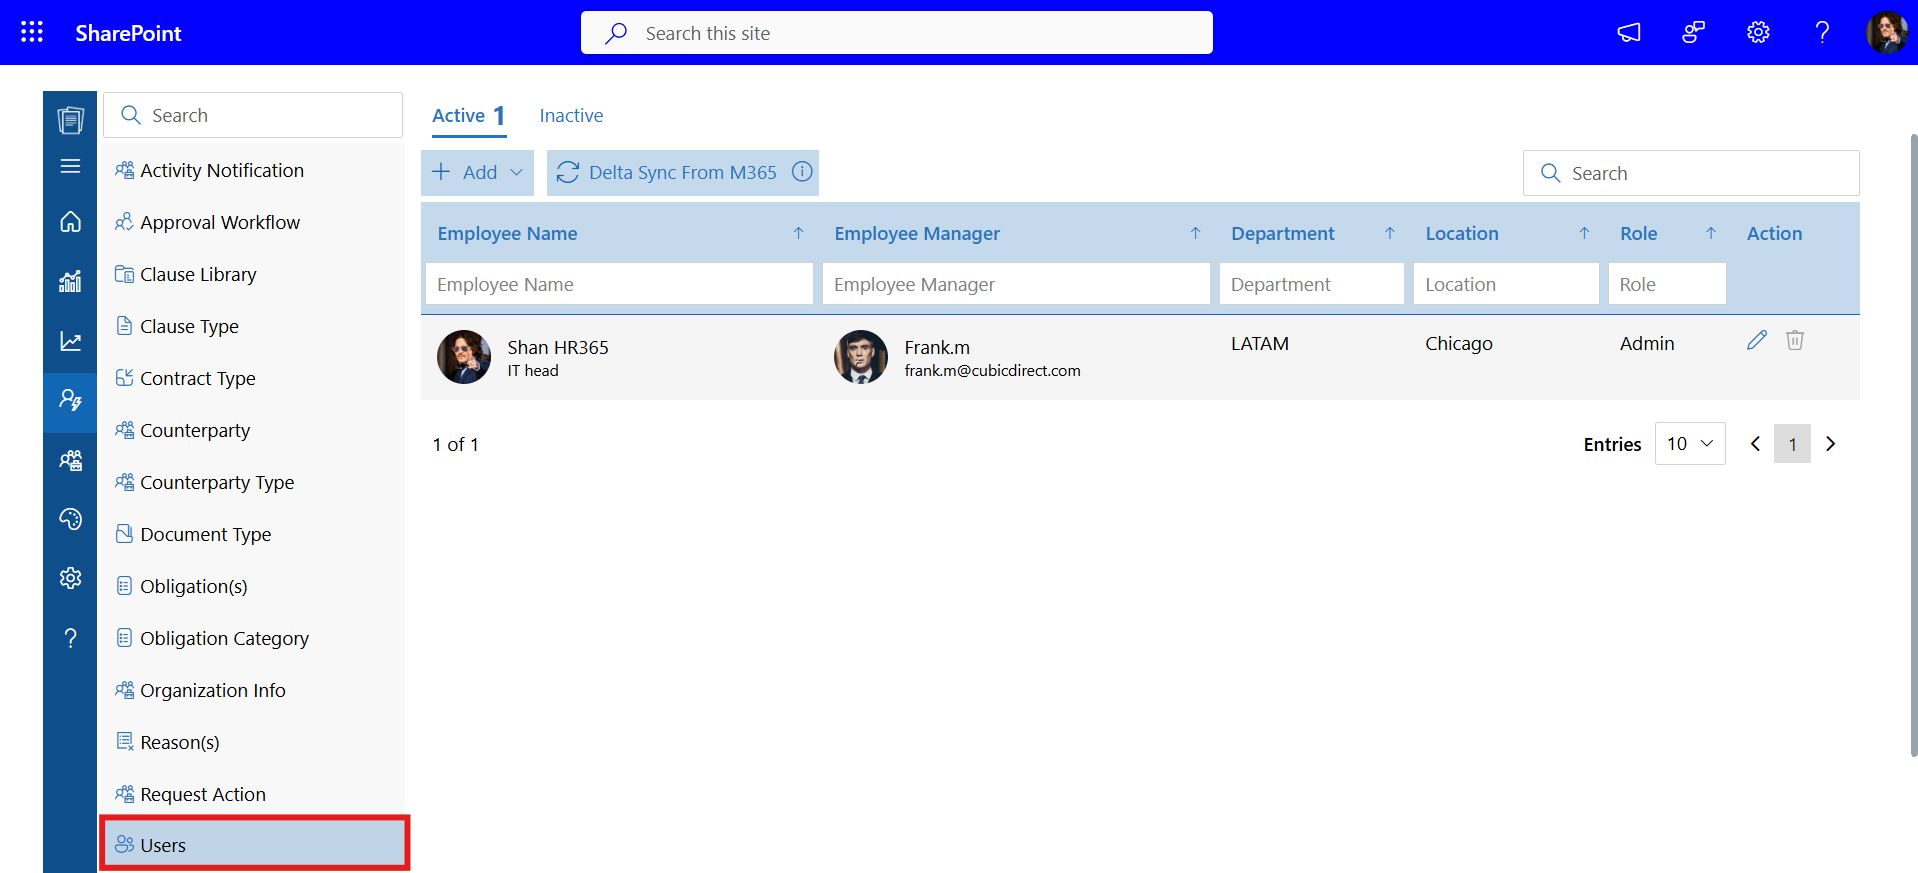 SharePoint
Search this site
Search
Activity Notification
Approval Workflow
Clause Library
Clause Type
Contract Type
Counterparty
Counterparty Type
Document Type
Obligation(s)
Obligation Category
Organization Info
Reason(s)
Request Action
Users
Active 1 Inactive
Add Delta Sync From M365
Search
Employee Name Employee Manager Department Location Role Action
Employee Name Employee Manager Department Location Role
Shan HR365
IT head
Frank.m
frank.m@cubicdirect.com
LATAM Chicago Admin
1 of 1
Entries 10 1